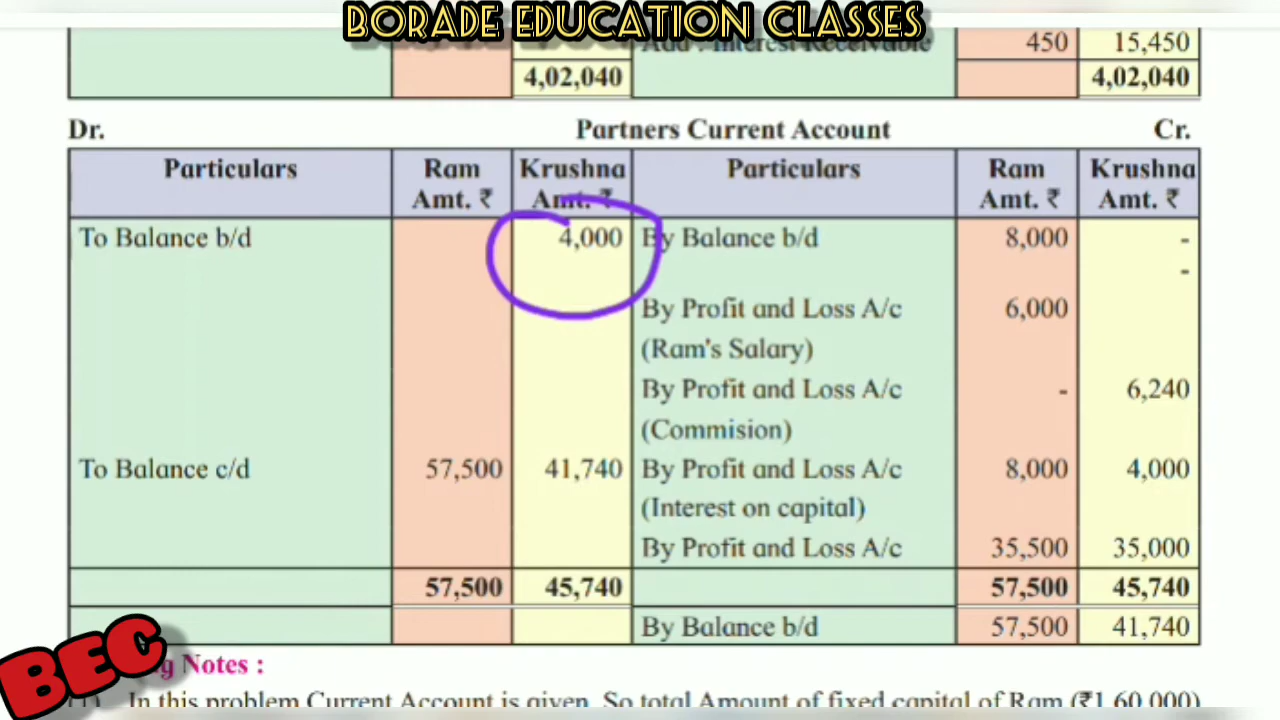 BORADE EDUCATION CLASSES
Add : Interest Receivable 450 15,450
4,02,040 4,02,040
Dr. Partners Current Account Cr.
Particulars Ram Krushna Particulars Ram Krushna
Amt. ₹ Amt. ₹ Amt. ₹ Amt. ₹
To Balance b/d 4,000 By Balance b/d 8,000 -
-
By Profit and Loss A/c 6,000
(Ram's Salary)
By Profit and Loss A/c - 6,240
(Commision)
To Balance c/d 57,500 41,740 By Profit and Loss A/c 8,000 4,000
(Interest on capital)
By Profit and Loss A/c 35,500 35,000
57,500 45,740 57,500 45,740
By Balance b/d 57,500 41,740
BEC
Notes :
In this problem Current Account is given. So total Amount of fixed capital of Ram (₹1,60,000)